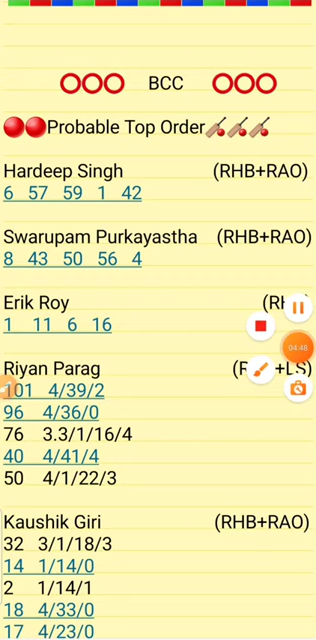 BCC
Probable Top Order
Hardeep Singh (RHB+RAO)
6 57 59 1 42
Swarupam Purkayastha (RHB+RAO)
8 43 50 56 4
Erik Roy
1 11 6 16
04:48
Riyan Parag
101 4/39/2
96 4/36/0
76 3.3/1/16/4
40 4/41/4
50 4/1/22/3
Kaushik Giri (RHB+RAO)
32 3/1/18/3
14 1/14/0
2 1/14/1
18 4/33/0
17 4/23/0